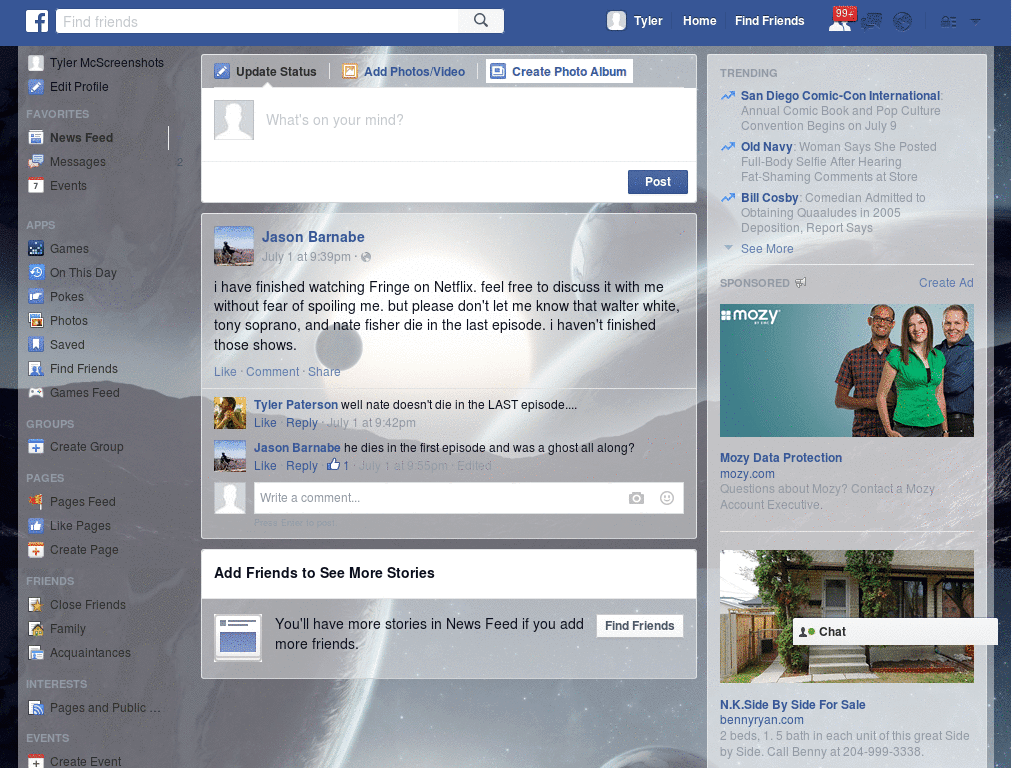 Find friends
Tyler Home Find Friends 99+
Tyler McScreenshots
Edit Profile
FAVORITES
News Feed
Messages 2
Events
APPS
Games
On This Day
Pokes
Photos
Saved
Find Friends
Games Feed
GROUPS
Create Group
PAGES
Pages Feed
Like Pages
Create Page
FRIENDS
Close Friends
Family
Acquaintances
INTERESTS
Pages and Public ...
EVENTS
Create Event
Update Status Add Photos/Video Create Photo Album
What's on your mind?
Post
Jason Barnabe
July 1 at 9:39pm ·
i have finished watching Fringe on Netflix. feel free to discuss it with me
without fear of spoiling me. but please don't let me know that walter white,
tony soprano, and nate fisher die in the last episode. i haven't finished
those shows.
Like · Comment · Share
Tyler Paterson well nate doesn't die in the LAST episode....
Like · Reply · July 1 at 9:42pm
Jason Barnabe he dies in the first episode and was a ghost all along?
Like · Reply · 1 · July 1 at 9:55pm · Edited
Write a comment...
Press Enter to post.
Add Friends to See More Stories
You'll have more stories in News Feed if you add
more friends.
Find Friends
TRENDING
San Diego Comic-Con International:
Annual Comic Book and Pop Culture
Convention Begins on July 9
Old Navy: Woman Says She Posted
Full-Body Selfie After Hearing
Fat-Shaming Comments at Store
Bill Cosby: Comedian Admitted to
Obtaining Quaaludes in 2005
Deposition, Report Says
See More
SPONSORED Create Ad
mozy
BY EMC
Mozy Data Protection
mozy.com
Questions about Mozy? Contact a Mozy
Account Executive.
Chat
N.K.Side By Side For Sale
bennyryan.com
2 beds, 1. 5 bath in each unit of this great Side
by Side. Call Benny at 204-999-3338.